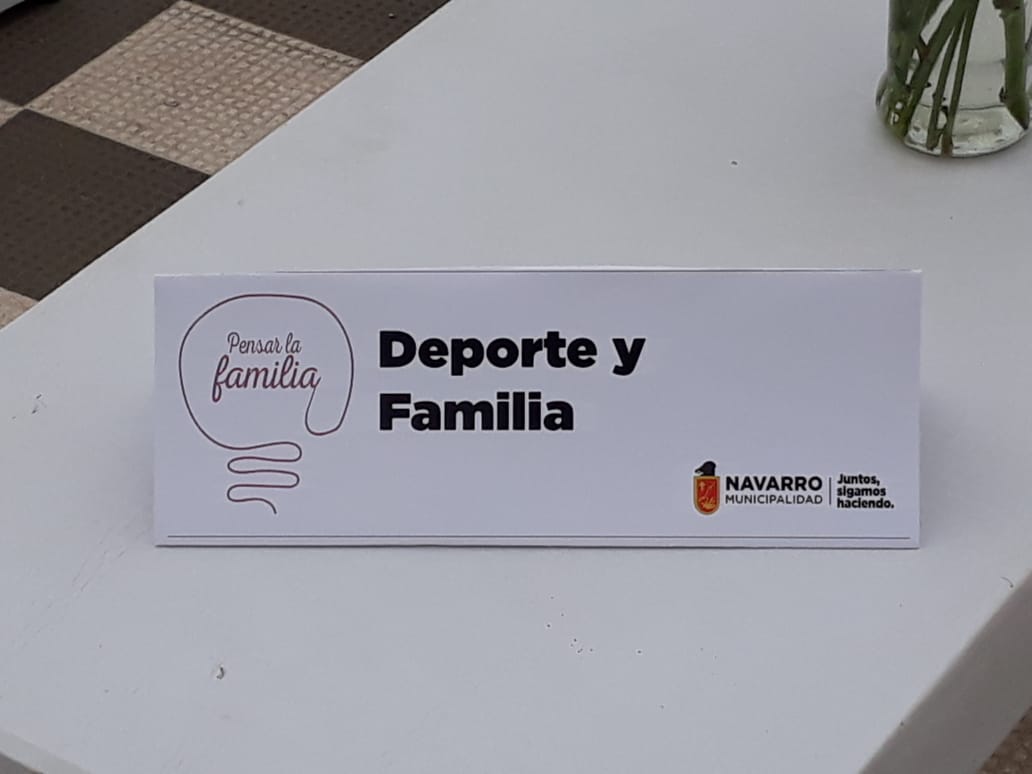 Pensar la
familia
Deporte y
Familia
NAVARRO
MUNICIPALIDAD
Juntos,
sigamos
haciendo.